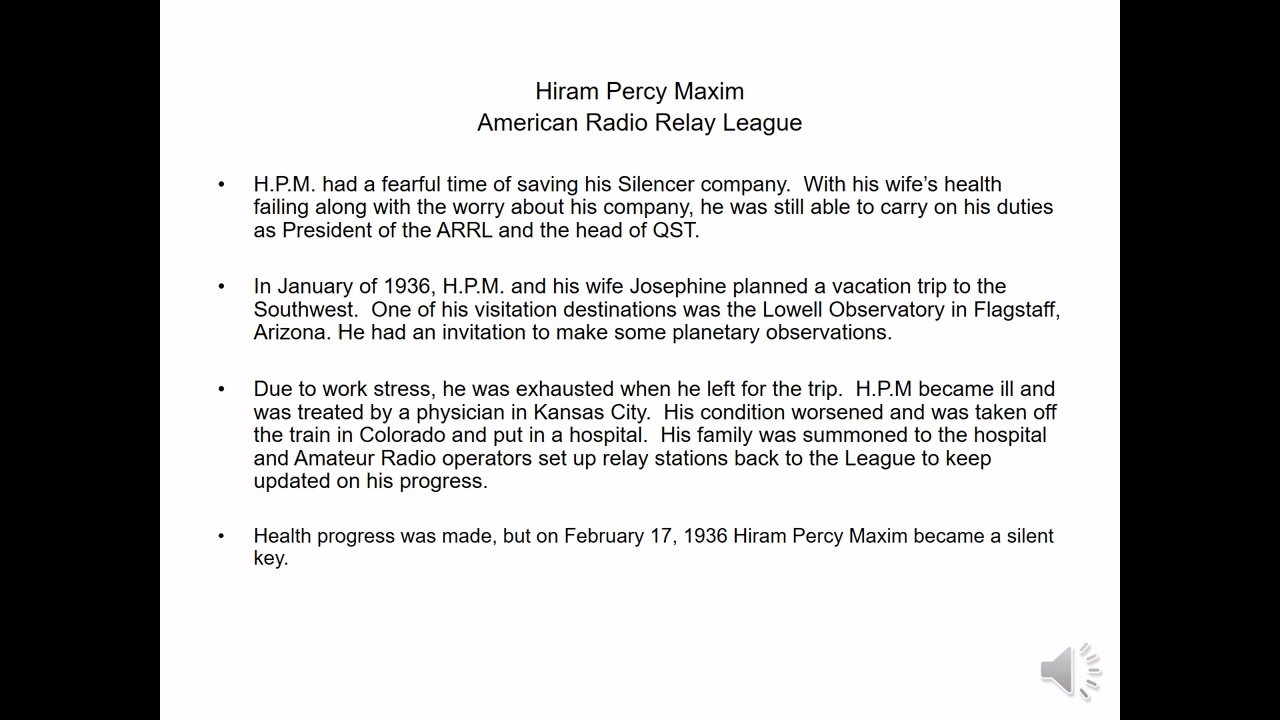 Hiram Percy Maxim
American Radio Relay League
• H.P.M. had a fearful time of saving his Silencer company.  With his wife’s health
failing along with the worry about his company, he was still able to carry on his duties
as President of the ARRL and the head of QST.
• In January of 1936, H.P.M. and his wife Josephine planned a vacation trip to the
Southwest.  One of his visitation destinations was the Lowell Observatory in Flagstaff,
Arizona. He had an invitation to make some planetary observations.
• Due to work stress, he was exhausted when he left for the trip.  H.P.M became ill and
was treated by a physician in Kansas City.  His condition worsened and was taken off
the train in Colorado and put in a hospital.  His family was summoned to the hospital
and Amateur Radio operators set up relay stations back to the League to keep
updated on his progress.
• Health progress was made, but on February 17, 1936 Hiram Percy Maxim became a silent
key.